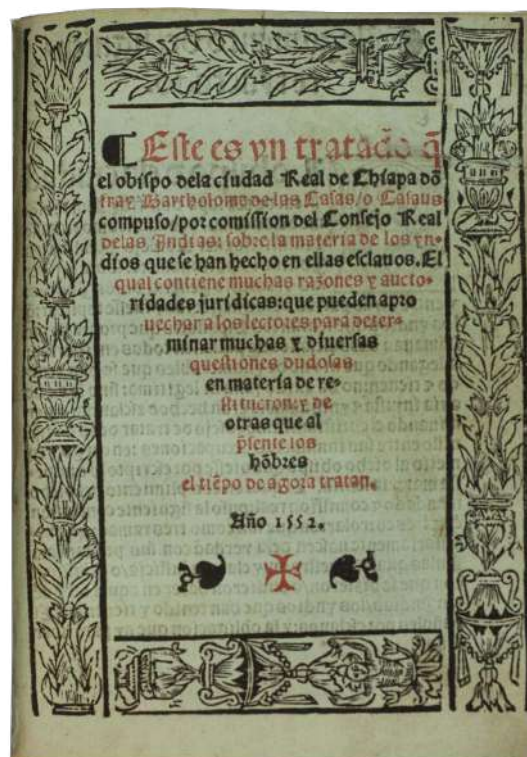 ¶ Este es vn tratado q̃
el obispo dela ciudad Real de Chiapa dõ
fray Bartholome de las Casas/o Casaus
compuso/por comission del Consejo Real
delas Indias: sobre la materia de los yn-
dios que se han hecho en ellas esclauos. El
qual contiene muchas razones y aucto-
ridades juridicas: que pueden apro
uechar a los lectores para deter-
minar muchas y diuersas
questiones dudosas
en materia de re-
stitucion: y de
otras que al
p̃sente los
hõbres
el tiẽpo de agora tratan.
Año 1552.